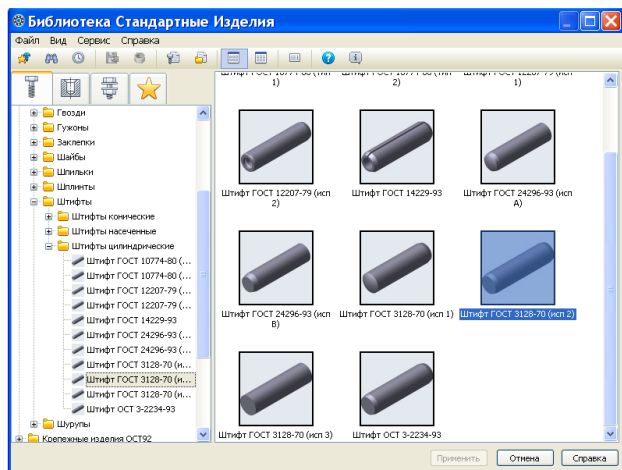 Библиотека Стандартные Изделия
Файл Вид Сервис Справка
Гвозди
Гужоны
Заклепки
Шайбы
Шпильки
Шплинты
Штифты
Штифты конические
Штифты насеченные
Штифты цилиндрические
Штифт ГОСТ 10774-80 (...
Штифт ГОСТ 10774-80 (...
Штифт ГОСТ 12207-79 (...
Штифт ГОСТ 12207-79 (...
Штифт ГОСТ 14229-93
Штифт ГОСТ 24296-93 (...
Штифт ГОСТ 24296-93 (...
Штифт ГОСТ 3128-70 (и...
Штифт ГОСТ 3128-70 (и...
Штифт ГОСТ 3128-70 (и...
Штифт ОСТ 3-2234-93
Шурупы
Крепежные изделия ОСТ92
1)
2)
1)
Штифт ГОСТ 12207-79 (исп
2)
Штифт ГОСТ 14229-93
Штифт ГОСТ 24296-93 (исп
А)
Штифт ГОСТ 24296-93 (исп
В)
Штифт ГОСТ 3128-70 (исп 1)
Штифт ГОСТ 3128-70 (исп 2)
Штифт ГОСТ 3128-70 (исп 3)
Штифт ОСТ 3-2234-93
Применить Отмена Справка